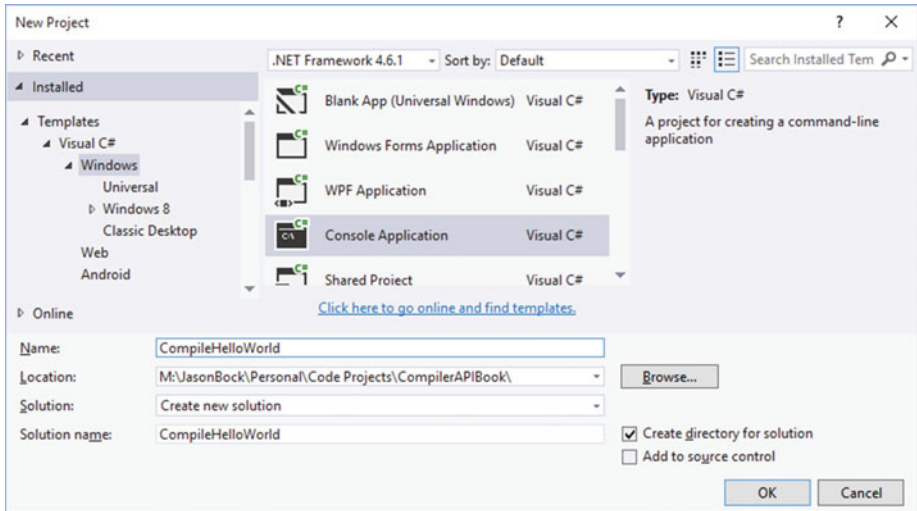 New Project
Recent
.NET Framework 4.6.1 Sort by: Default Search Installed Tem
Installed
Templates
Visual C#
Windows
Universal
Windows 8
Classic Desktop
Web
Android
Online
C# Blank App (Universal Windows) Visual C#
C# Windows Forms Application Visual C#
C# WPF Application Visual C#
C# C:\ Console Application Visual C#
C# Shared Project Visual C#
Click here to go online and find templates.
Type: Visual C#
A project for creating a command-line
application
Name: CompileHelloWorld
Location: M:\JasonBock\Personal\Code Projects\CompilerAPIBook\ Browse...
Solution: Create new solution
Solution name: CompileHelloWorld
Create directory for solution
Add to source control
OK Cancel